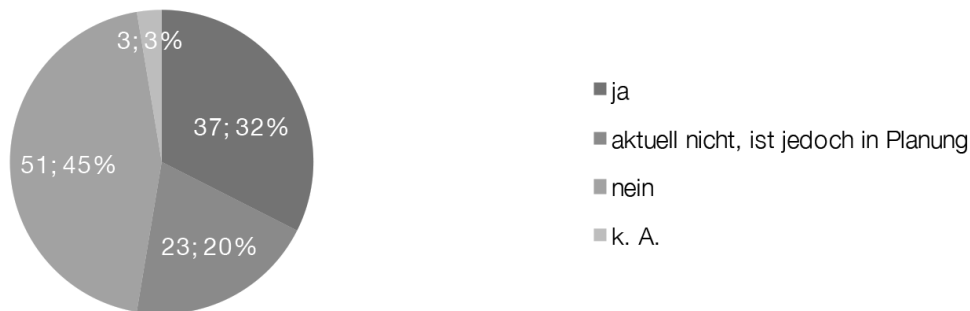 3; 3%
37; 32%
51; 45%
23; 20%
ja
aktuell nicht, ist jedoch in Planung
nein
k. A.